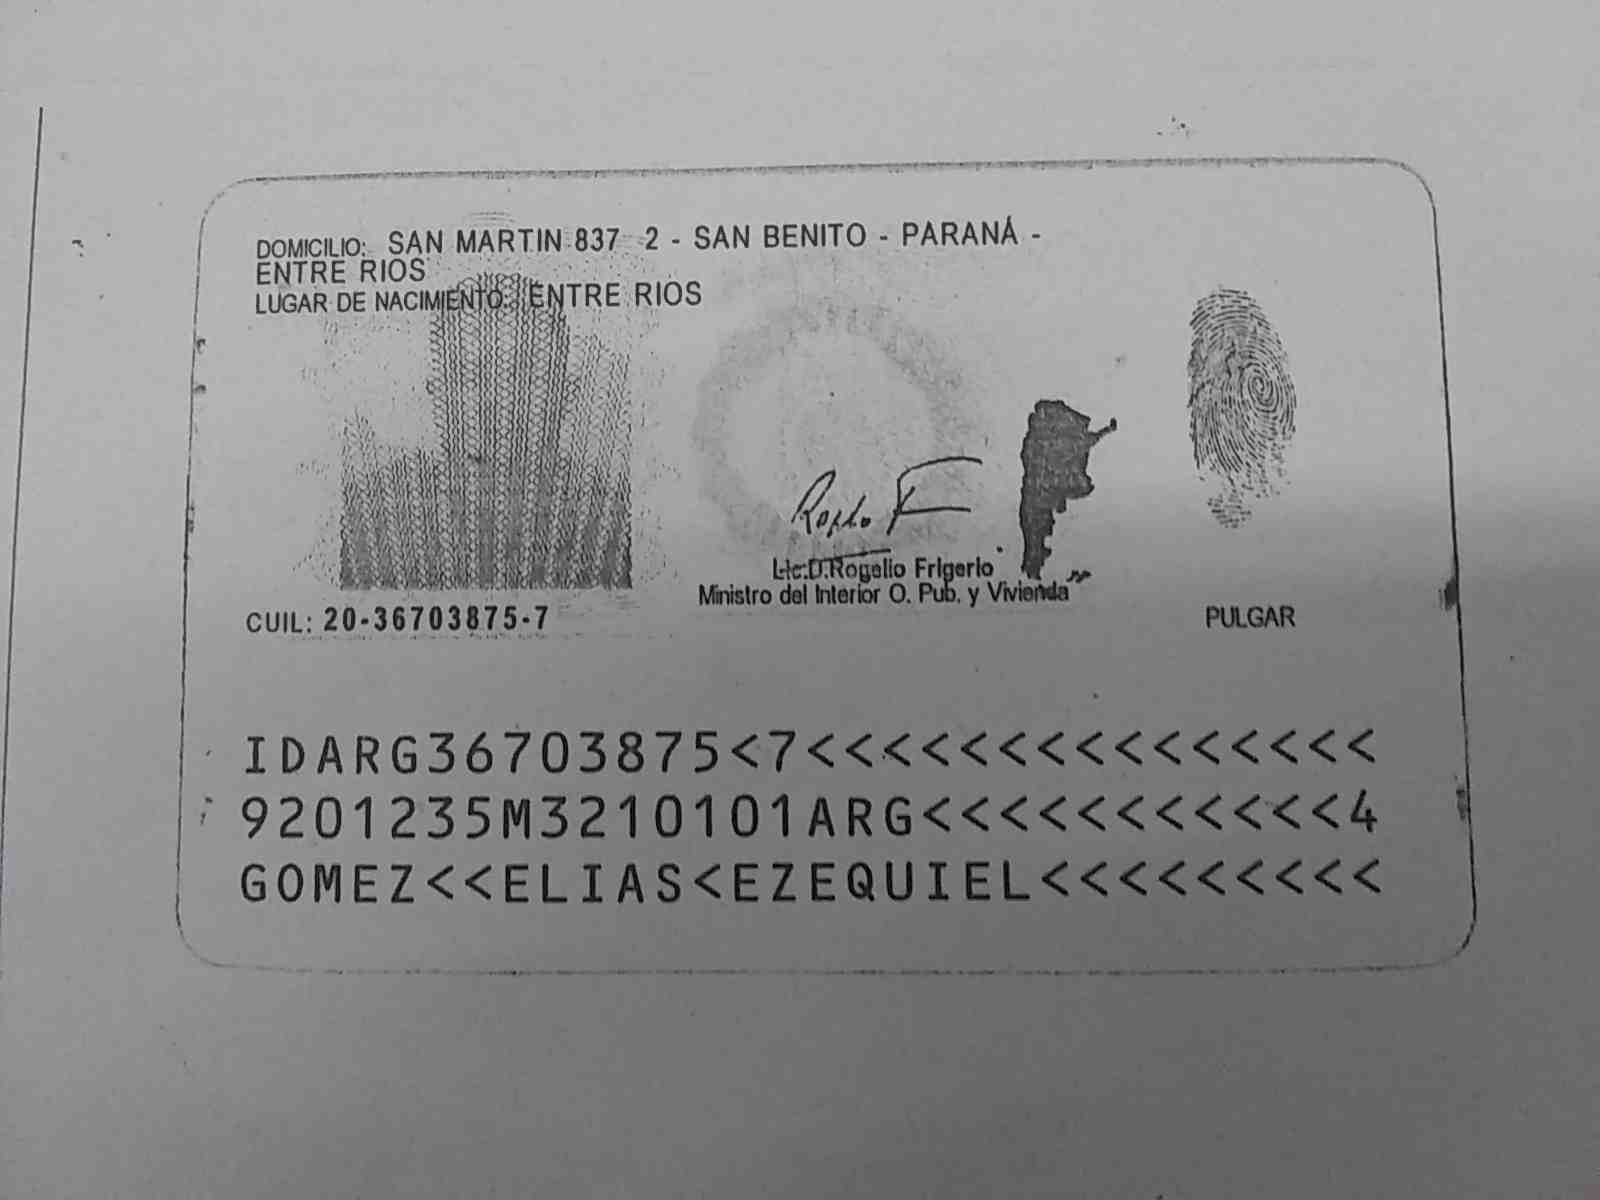 DOMICILIO: SAN MARTIN 837 2 - SAN BENITO - PARANÁ -
ENTRE RIOS
LUGAR DE NACIMIENTO: ENTRE RIOS
Lic.D.Rogelio Frigerio
Ministro del Interior O. Pub. y Vivienda
CUIL: 20-36703875-7
PULGAR
IDARG36703875<7<<<<<<<<<<<<<<<
9201235M3210101ARG<<<<<<<<<<<4
GOMEZ<<ELIAS<EZEQUIEL<<<<<<<<<